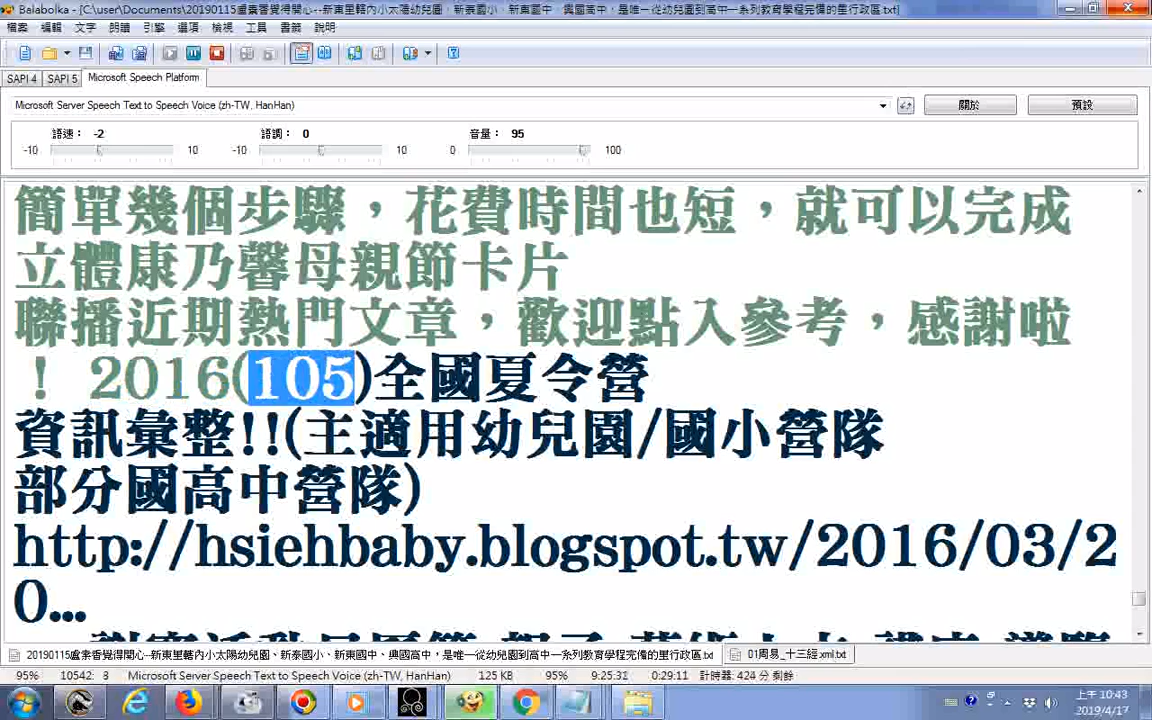 Balabolka - [C:\user\Documents\20190115盧素香覺得開心--新東里轄內小太陽幼兒園、新泰國小、新東國中、興國高中，是唯一從幼兒園到高中一系列教育學程完備的里行政區.txt]
檔案 編輯 文字 朗讀 引擎 選項 檢視 工具 書籤 說明
SAPI 4 SAPI 5 Microsoft Speech Platform
Microsoft Server Speech Text to Speech Voice (zh-TW, HanHan) 關於 預設
語速： -2 語調： 0 音量： 95
-10 10 -10 10 0 100
簡單幾個步驟，花費時間也短，就可以完成
立體康乃馨母親節卡片
聯播近期熱門文章，歡迎點入參考，感謝啦
！ 2016(105)全國夏令營
資訊彙整!!(主適用幼兒園/國小營隊
部分國高中營隊)
http://hsiehbaby.blogspot.tw/2016/03/2
0...
20190115盧素香覺得開心--新東里轄內小太陽幼兒園、新泰國小、新東國中、興國高中，是唯一從幼兒園到高中一系列教育學程完備的里行政區.txt 01周易_十三經.xml.txt
95% 10542: 8 Microsoft Server Speech Text to Speech Voice (zh-TW, HanHan) 125 KB 95% 9:25:31 0:29:11 計時器: 424 分 剩餘
上午 10:43
2019/4/17